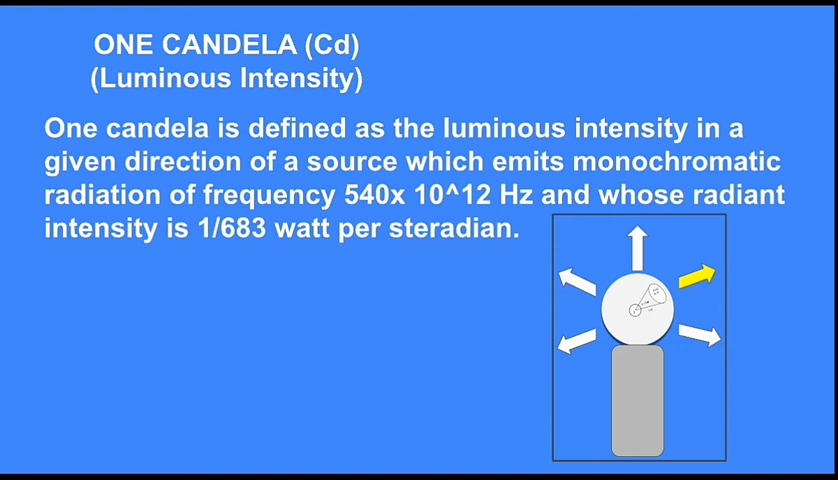 ONE CANDELA (Cd)
(Luminous Intensity)
One candela is defined as the luminous intensity in a
given direction of a source which emits monochromatic
radiation of frequency 540x 10^12 Hz and whose radiant
intensity is 1/683 watt per steradian.